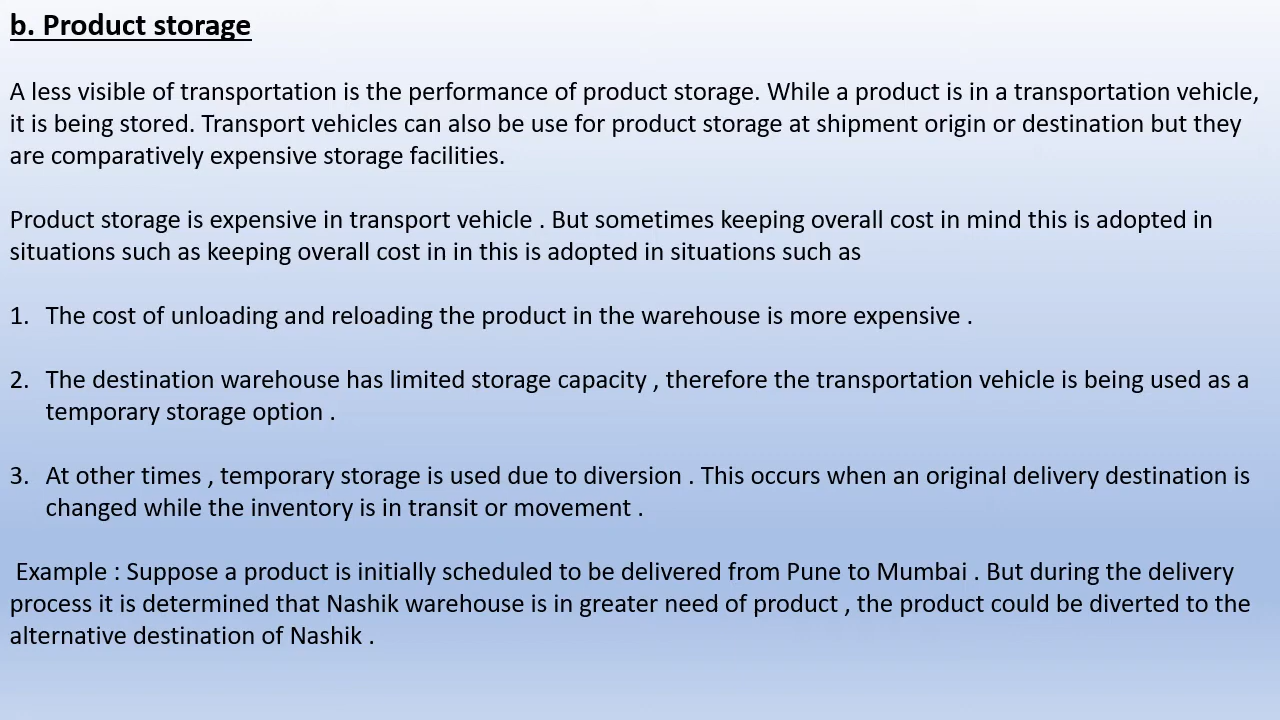 b. Product storage
A less visible of transportation is the performance of product storage. While a product is in a transportation vehicle,
it is being stored. Transport vehicles can also be use for product storage at shipment origin or destination but they
are comparatively expensive storage facilities.
Product storage is expensive in transport vehicle . But sometimes keeping overall cost in mind this is adopted in
situations such as keeping overall cost in in this is adopted in situations such as
1. The cost of unloading and reloading the product in the warehouse is more expensive .
2. The destination warehouse has limited storage capacity , therefore the transportation vehicle is being used as a
temporary storage option .
3. At other times , temporary storage is used due to diversion . This occurs when an original delivery destination is
changed while the inventory is in transit or movement .
Example : Suppose a product is initially scheduled to be delivered from Pune to Mumbai . But during the delivery
process it is determined that Nashik warehouse is in greater need of product , the product could be diverted to the
alternative destination of Nashik .